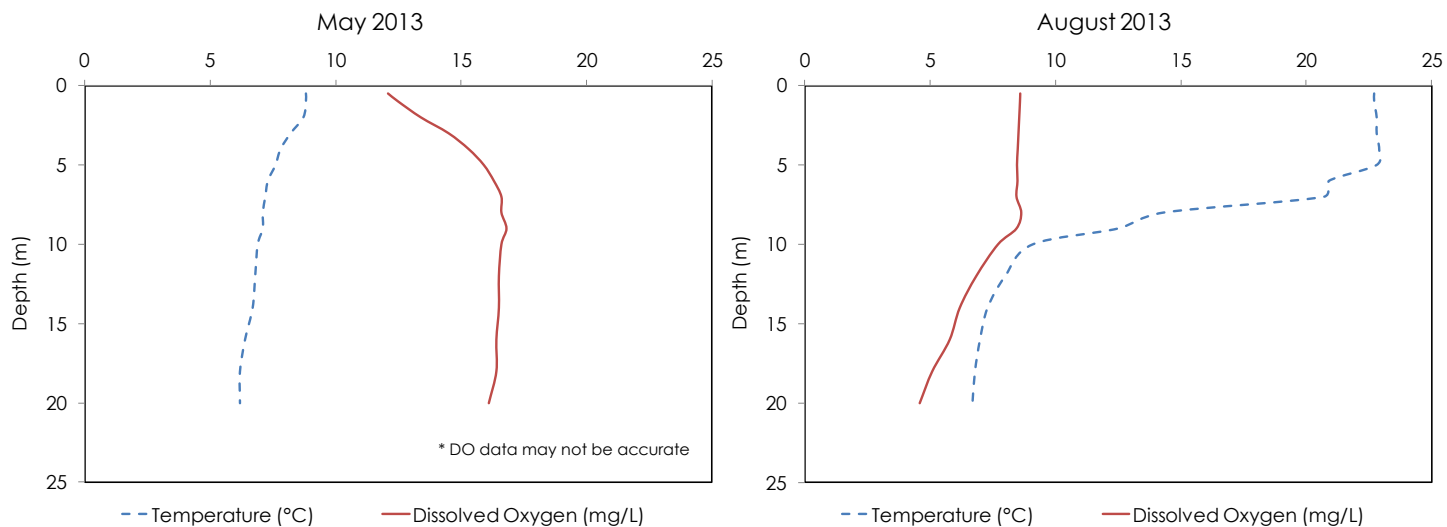 May 2013
0 5 10 15 20 25
0
5
10
15
20
25
Depth (m)
* DO data may not be accurate
Temperature (°C) Dissolved Oxygen (mg/L)
August 2013
0 5 10 15 20 25
0
5
10
15
20
25
Depth (m)
Temperature (°C) Dissolved Oxygen (mg/L)